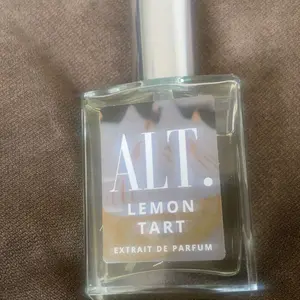 ALT.
LEMON
TART
EXTRAIT DE PARFUM